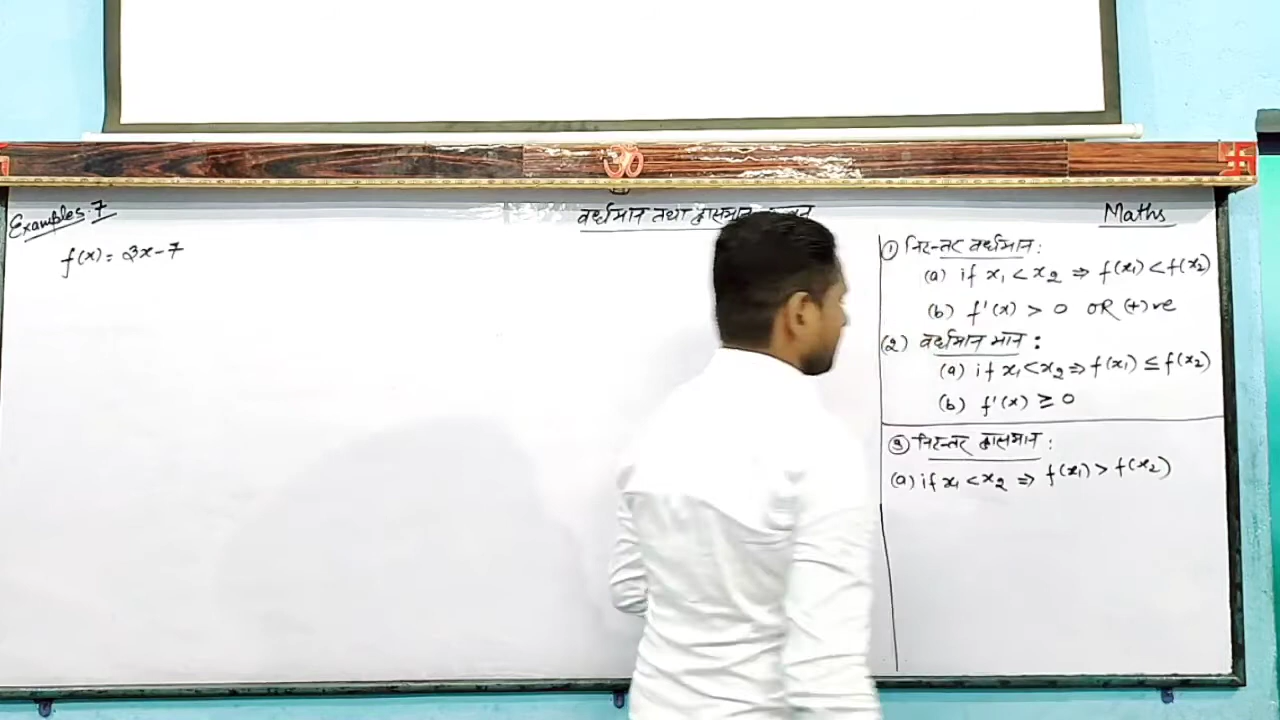 Examples:7
वर्धमान तथा ह्रासमान
Maths
f(x) = 3x-7
① निरन्तर वर्धमान:
(a) if x₁ < x₂ ⇒ f(x₁) < f(x₂)
(b) f'(x) > 0 OR (+)ve
(2) वर्धमान मान:
(a) if x₁ < x₂ ⇒ f(x₁) ≤ f(x₂)
(b) f'(x) ≥ 0
③ निरन्तर ह्रासमान:
(a) if x₁ < x₂ ⇒ f(x₁) > f(x₂)